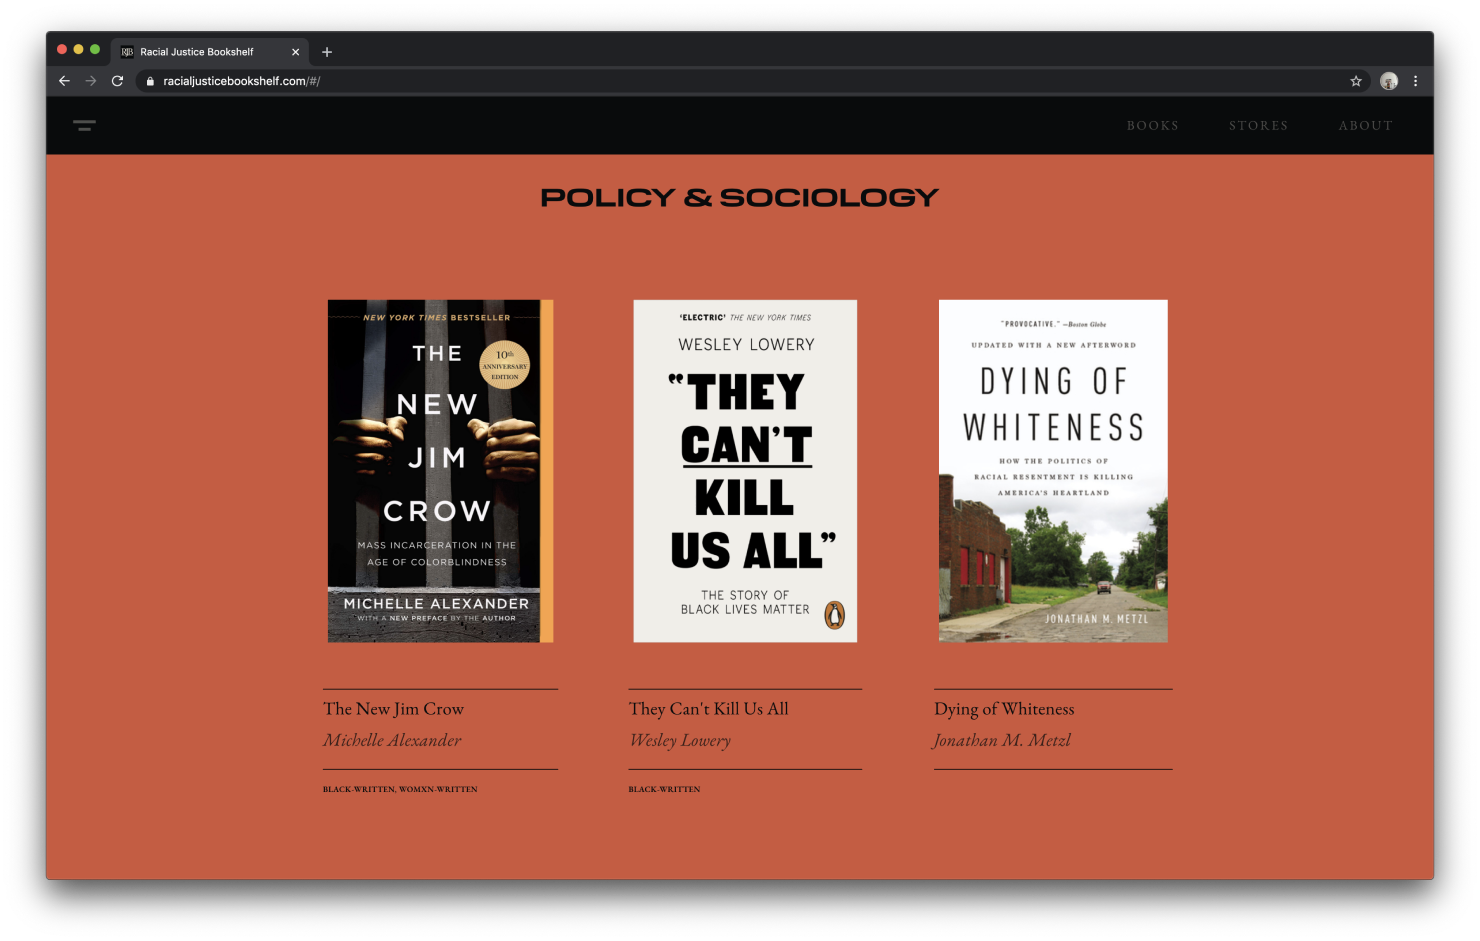 RJB Racial Justice Bookshelf
racialjusticebookshelf.com/#/
BOOKS STORES ABOUT
POLICY & SOCIOLOGY
NEW YORK TIMES BESTSELLER
THE
10th
ANNIVERSARY
EDITION
NEW
JIM
CROW
MASS INCARCERATION IN THE
AGE OF COLORBLINDNESS
MICHELLE ALEXANDER
WITH A NEW PREFACE BY THE AUTHOR
‘ELECTRIC’ THE NEW YORK TIMES
WESLEY LOWERY
“THEY
CAN’T
KILL
US ALL”
THE STORY OF
BLACK LIVES MATTER
"PROVOCATIVE." —Boston Globe
UPDATED WITH A NEW AFTERWORD
DYING OF
WHITENESS
HOW THE POLITICS OF
RACIAL RESENTMENT IS KILLING
AMERICA'S HEARTLAND
JONATHAN M. METZL
The New Jim Crow
Michelle Alexander
BLACK-WRITTEN, WOMXN-WRITTEN
They Can't Kill Us All
Wesley Lowery
BLACK-WRITTEN
Dying of Whiteness
Jonathan M. Metzl